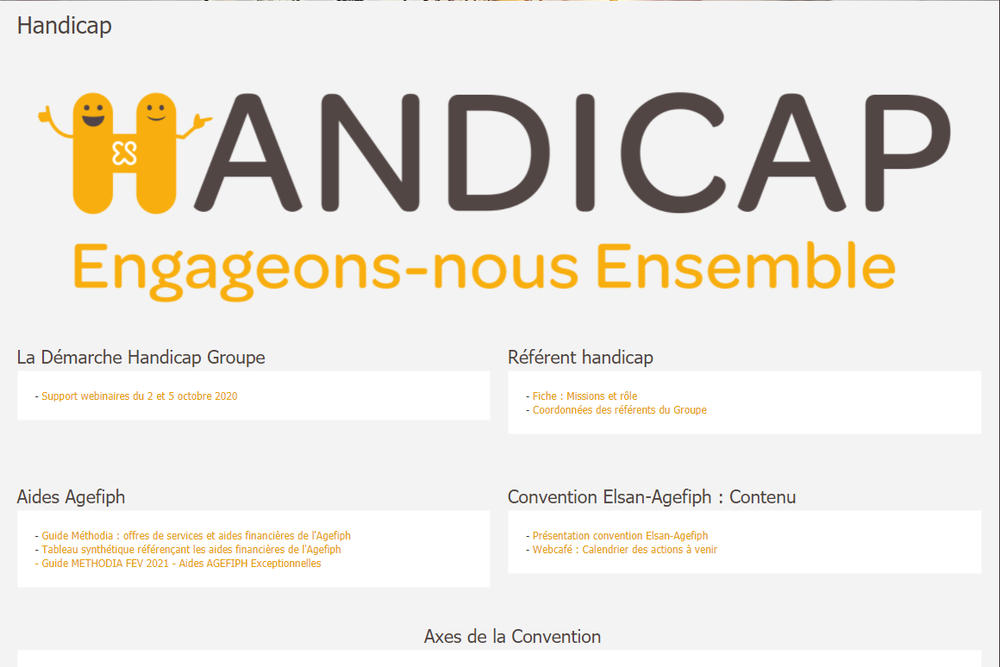 Handicap
HANDICAP
Engageons-nous Ensemble
La Démarche Handicap Groupe
- Support webinaires du 2 et 5 octobre 2020
Référent handicap
- Fiche : Missions et rôle
- Coordonnées des référents du Groupe
Aides Agefiph
- Guide Méthodia : offres de services et aides financières de l'Agefiph
- Tableau synthétique référençant les aides financières de l'Agefiph
- Guide METHODIA FEV 2021 - Aides AGEFIPH Exceptionnelles
Convention Elsan-Agefiph : Contenu
- Présentation convention Elsan-Agefiph
- Webcafé : Calendrier des actions à venir
Axes de la Convention